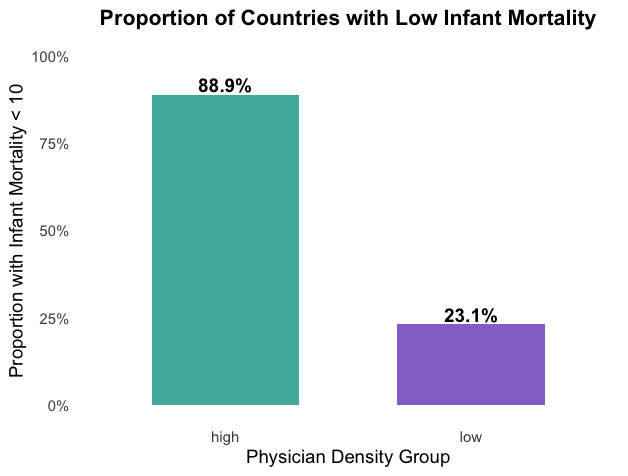 Proportion of Countries with Low Infant Mortality
Proportion with Infant Mortality < 10
100%
75%
50%
25%
0%
88.9%
23.1%
high
low
Physician Density Group